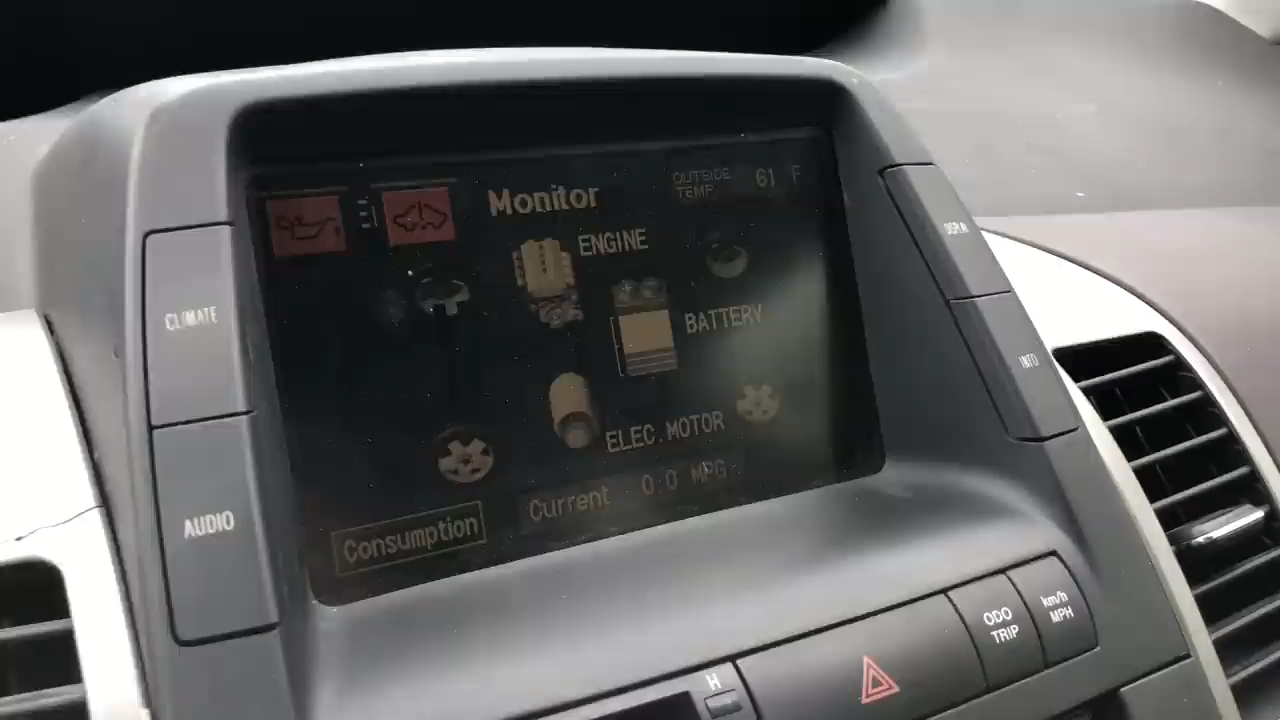 Monitor
OUTSIDE
TEMP
61 F
ENGINE
BATTERY
ELEC.MOTOR
Current 0.0 MPG
Consumption
CLIMATE
AUDIO
DISPLAY
INFO
ODO
TRIP
km/h
MPH
H